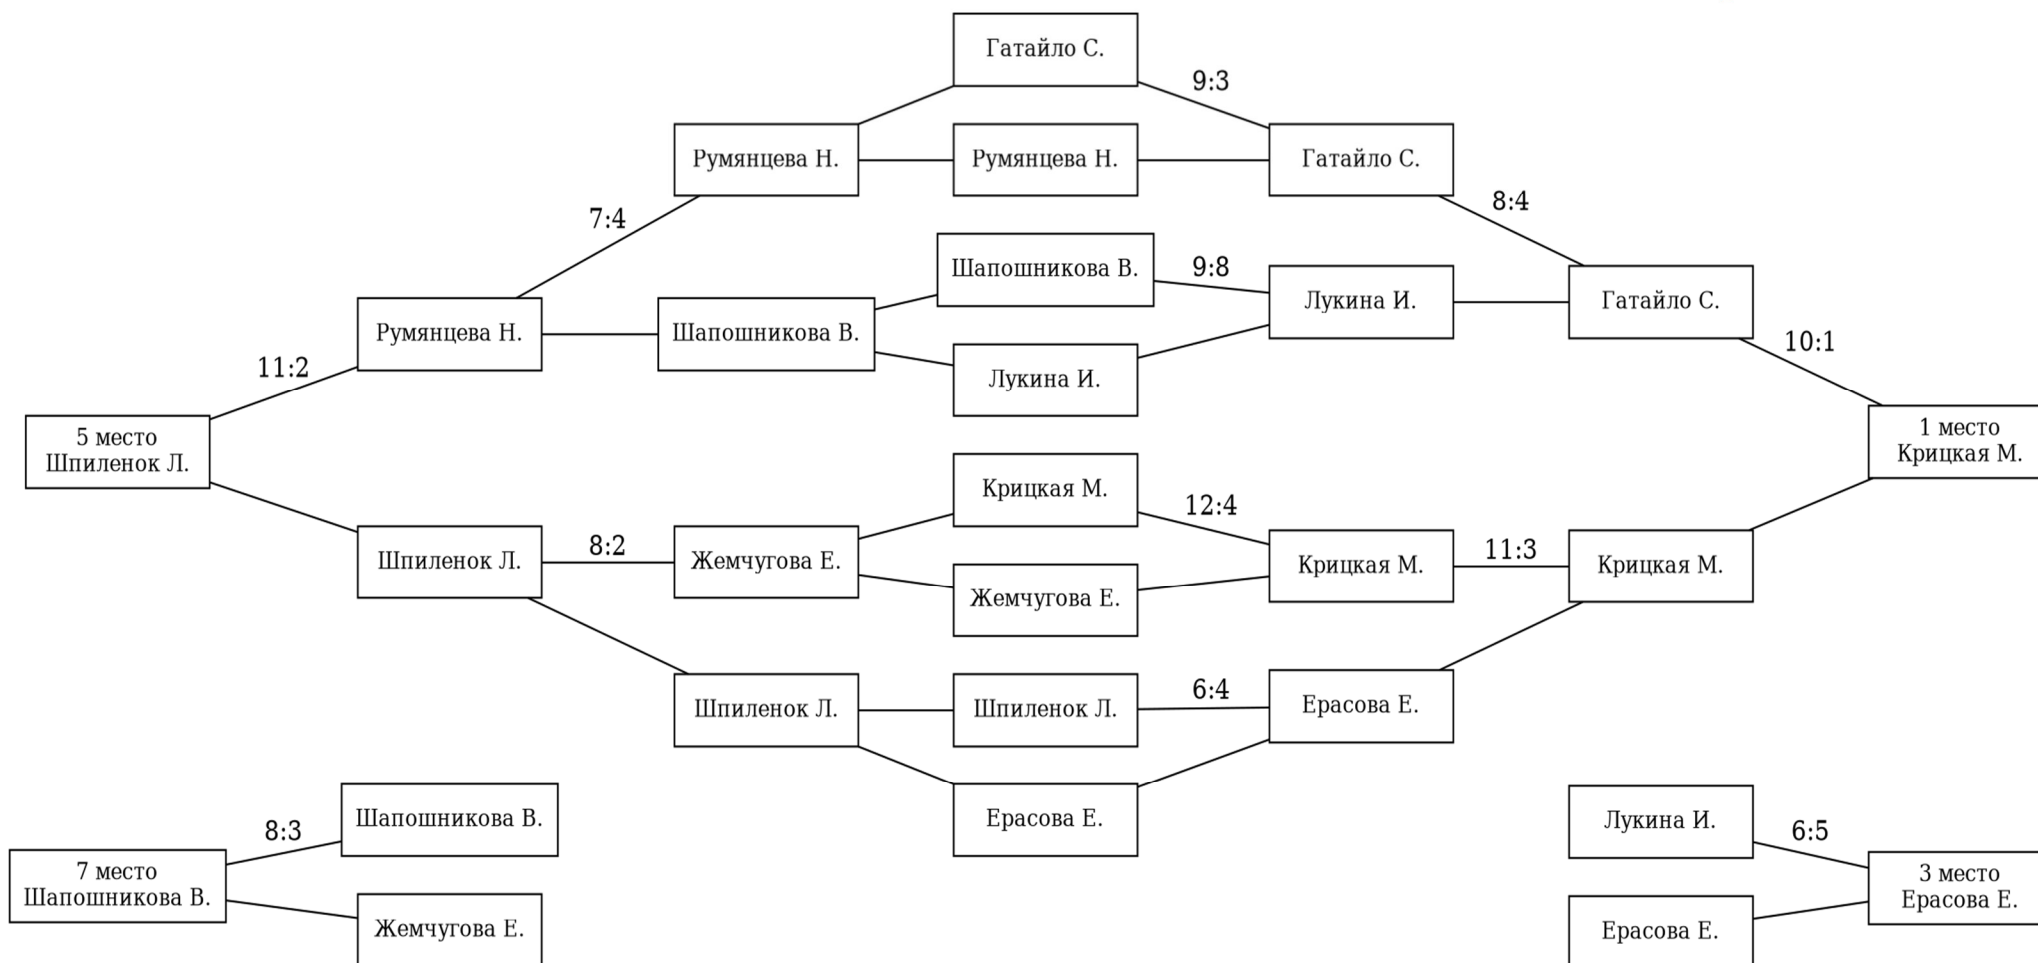 Гатайло С.
9:3
Румянцева Н.
Румянцева Н.
Гатайло С.
7:4
8:4
Шапошникова В.
9:8
Румянцева Н.
Шапошникова В.
Лукина И.
Гатайло С.
11:2
Лукина И.
10:1
5 место
Шпиленок Л.
1 место
Крицкая М.
Крицкая М.
12:4
Шпиленок Л.
8:2
Жемчугова Е.
Крицкая М.
11:3
Крицкая М.
Жемчугова Е.
Шпиленок Л.
Шпиленок Л.
6:4
Ерасова Е.
Ерасова Е.
8:3
Шапошникова В.
7 место
Шапошникова В.
Жемчугова Е.
Лукина И.
6:5
3 место
Ерасова Е.
Ерасова Е.